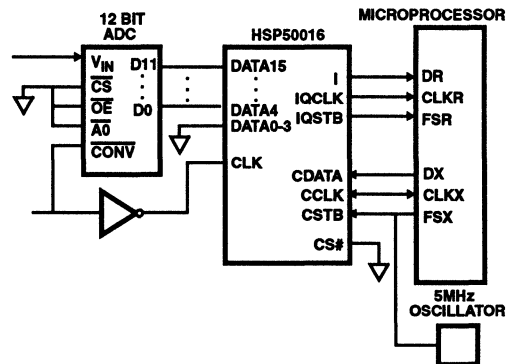 12 BIT
ADC
HSP50016
MICROPROCESSOR
VIN
D11
CS
OE
D0
A0
CONV
DATA15
DATA4
DATA0-3
CLK
I
IQCLK
IQSTB
CDATA
CCLK
CSTB
CS#
DR
CLKR
FSR
DX
CLKX
FSX
5MHz
OSCILLATOR